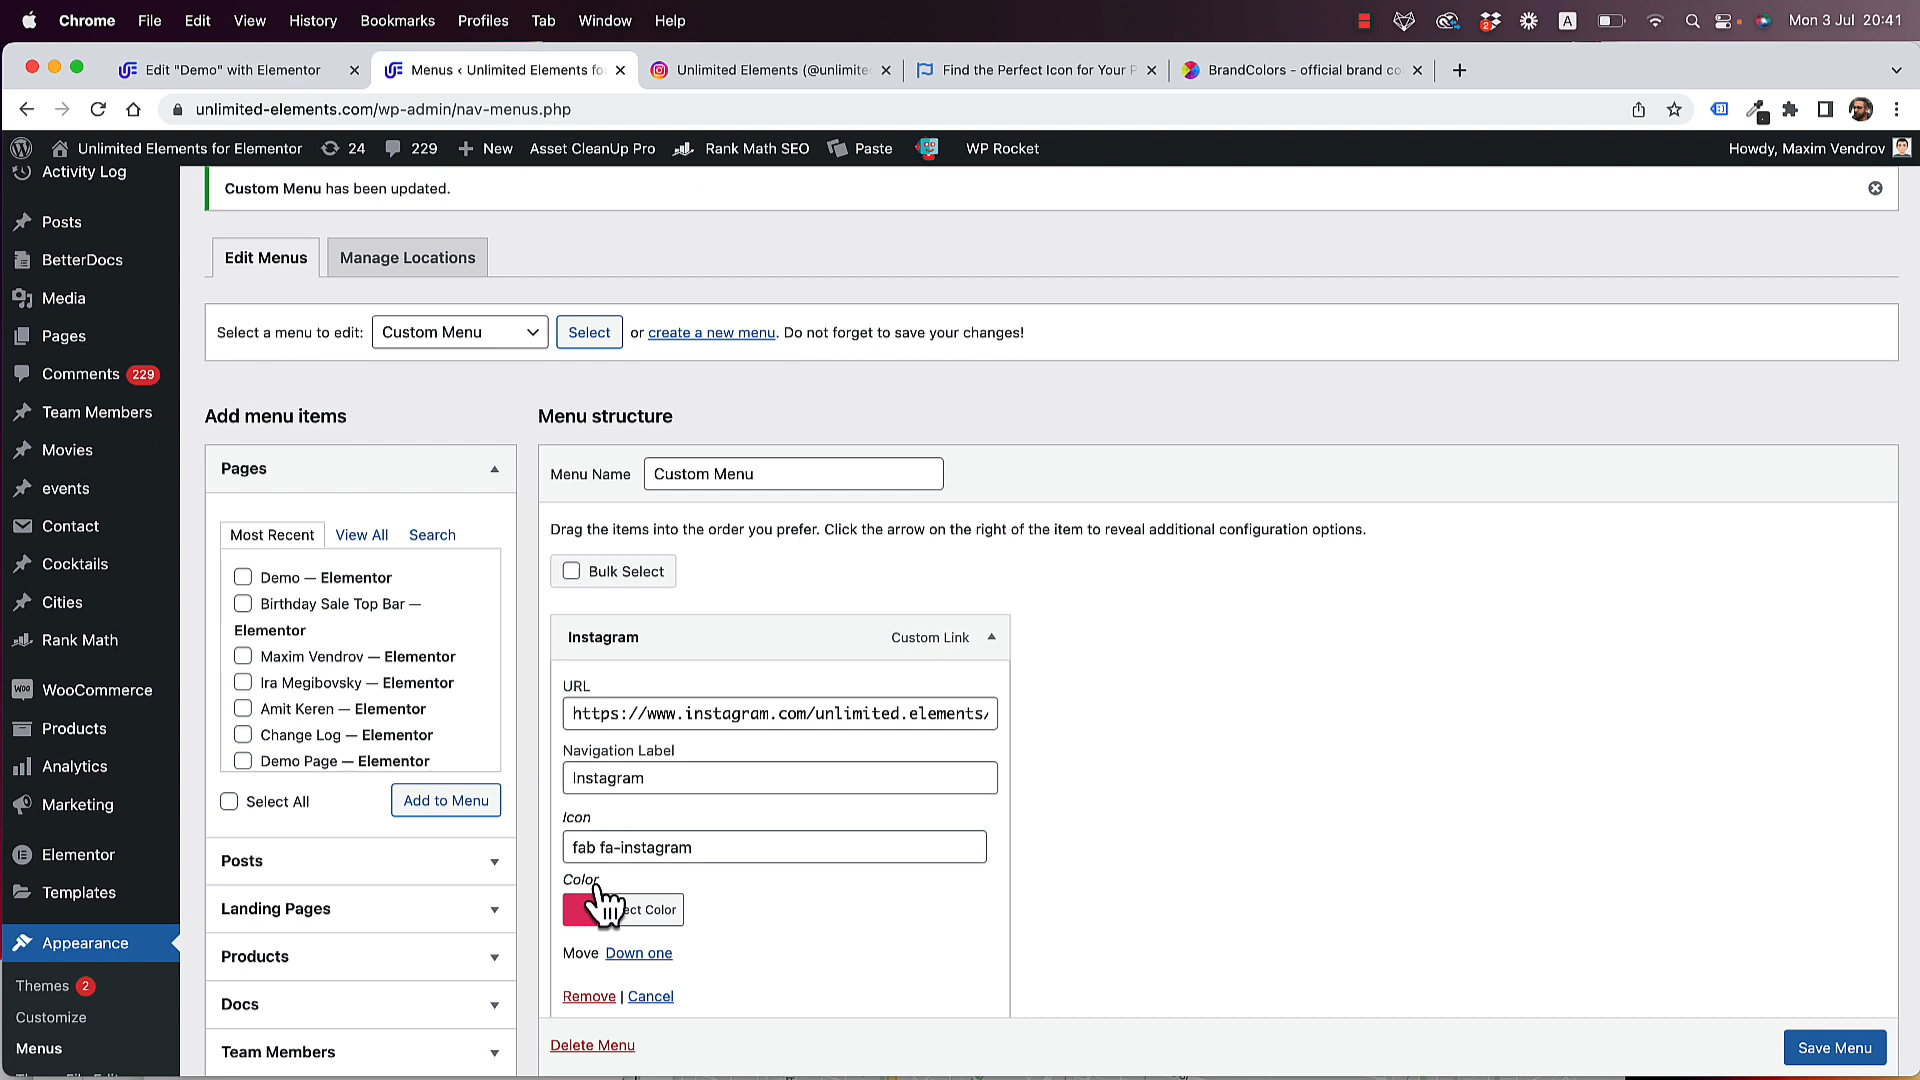 Chrome File Edit View History Bookmarks Profiles Tab Window Help
2 A Mon 3 Jul 20:41
Edit "Demo" with Elementor
Menus ‹ Unlimited Elements fo
Unlimited Elements (@unlimite
Find the Perfect Icon for Your P
BrandColors - official brand co
unlimited-elements.com/wp-admin/nav-menus.php
Unlimited Elements for Elementor 24 229 New Asset CleanUp Pro Rank Math SEO Paste WP Rocket
Howdy, Maxim Vendrov
Activity Log
Posts
BetterDocs
Media
Pages
Comments 229
Team Members
Movies
events
Contact
Cocktails
Cities
Rank Math
WOO WooCommerce
Products
Analytics
Marketing
Elementor
Templates
Appearance
Themes 2
Customize
Menus
Custom Menu has been updated.
Edit Menus
Manage Locations
Select a menu to edit: Custom Menu Select or create a new menu. Do not forget to save your changes!
Add menu items
Pages
Most Recent View All Search
Demo — Elementor
Birthday Sale Top Bar —
Elementor
Maxim Vendrov — Elementor
Ira Megibovsky — Elementor
Amit Keren — Elementor
Change Log — Elementor
Demo Page — Elementor
Select All
Add to Menu
Posts
Landing Pages
Products
Docs
Team Members
Menu structure
Menu Name Custom Menu
Drag the items into the order you prefer. Click the arrow on the right of the item to reveal additional configuration options.
Bulk Select
Instagram Custom Link
URL
https://www.instagram.com/unlimited.elements/
Navigation Label
Instagram
Icon
fab fa-instagram
Color
ect Color
Move Down one
Remove | Cancel
Delete Menu
Save Menu